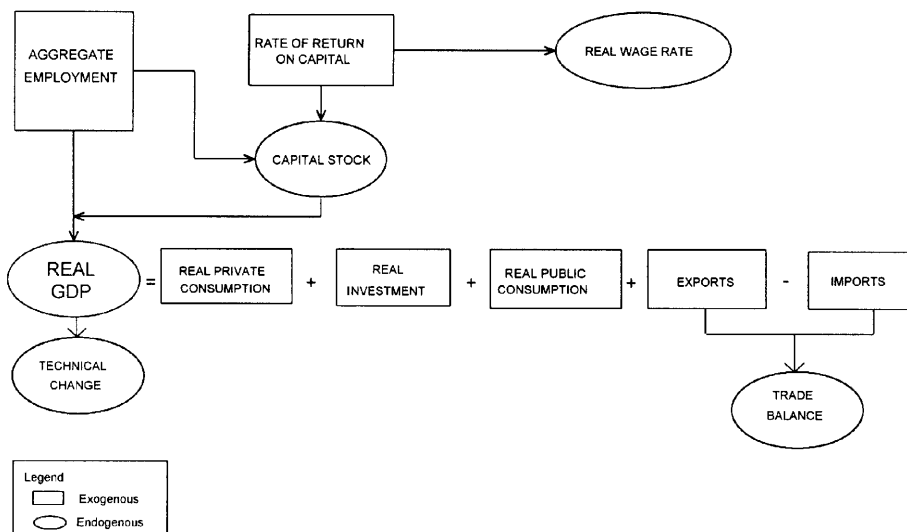 AGGREGATE
EMPLOYMENT
RATE OF RETURN
ON CAPITAL
REAL WAGE RATE
CAPITAL STOCK
REAL
GDP
=
REAL PRIVATE
CONSUMPTION
+
REAL
INVESTMENT
+
REAL PUBLIC
CONSUMPTION
+
EXPORTS
-
IMPORTS
TECHNICAL
CHANGE
TRADE
BALANCE
Legend
Exogenous
Endogenous